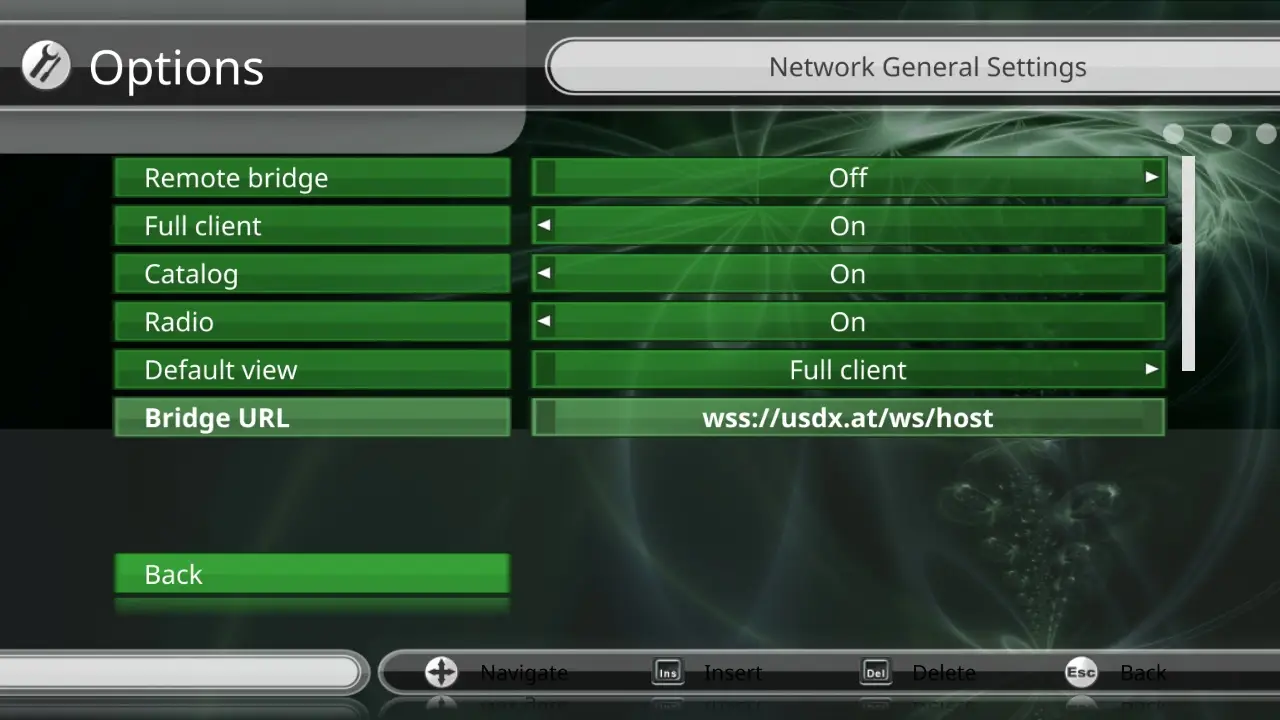 Options
Network General Settings
Remote bridge
Off
Full client
On
Catalog
On
Radio
On
Default view
Full client
Bridge URL
wss://usdx.at/ws/host
Back
Navigate
Ins Insert
Del Delete
Esc Back